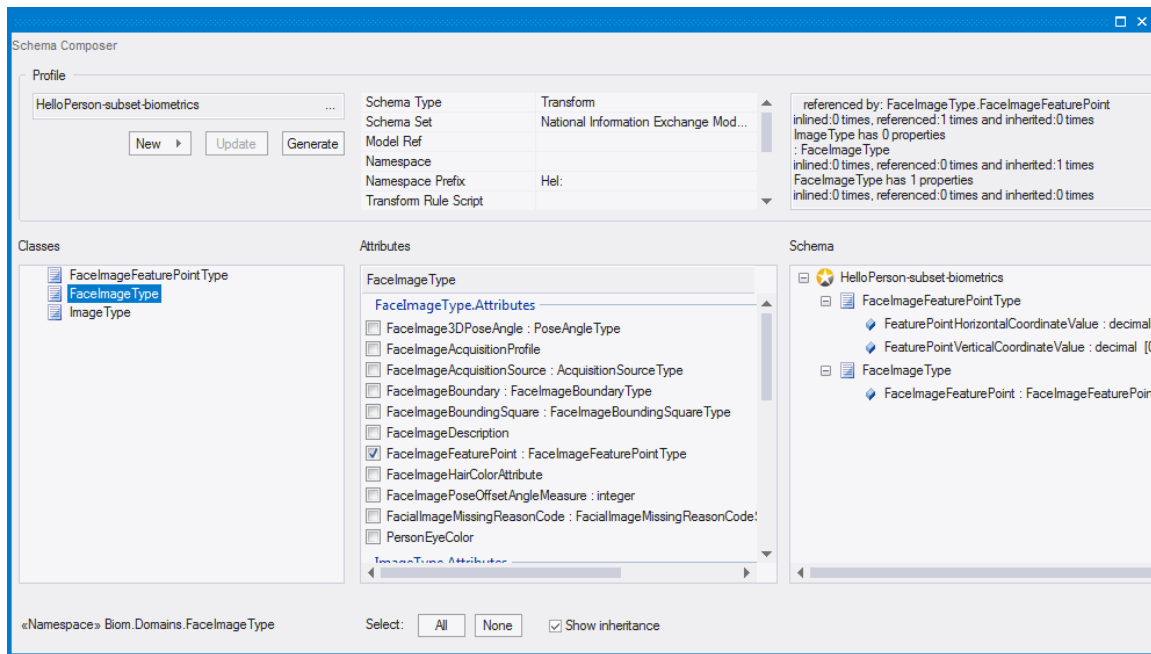 Schema Composer
Profile
HelloPerson-subset-biometrics ...
New Update Generate
Schema Type Transform
Schema Set National Information Exchange Mod...
Model Ref
Namespace
Namespace Prefix Hel:
Transform Rule Script
referenced by: FaceImageType.FaceImageFeaturePoint
inlined:0 times, referenced:1 times and inherited:0 times
ImageType has 0 properties
: FaceImageType
inlined:0 times, referenced:0 times and inherited:1 times
FaceImageType has 1 properties
inlined:0 times, referenced:0 times and inherited:0 times
Classes
FaceImageFeaturePointType
FaceImageType
ImageType
Attributes
FaceImageType
FaceImageType.Attributes
FaceImage3DPoseAngle : PoseAngleType
FaceImageAcquisitionProfile
FaceImageAcquisitionSource : AcquisitionSourceType
FaceImageBoundary : FaceImageBoundaryType
FaceImageBoundingSquare : FaceImageBoundingSquareType
FaceImageDescription
FaceImageFeaturePoint : FaceImageFeaturePointType
FaceImageHairColorAttribute
FaceImagePoseOffsetAngleMeasure : integer
FacialImageMissingReasonCode : FacialImageMissingReasonCodeS
PersonEyeColor
ImageType.Attributes
Schema
HelloPerson-subset-biometrics
FaceImageFeaturePointType
FeaturePointHorizontalCoordinateValue : decimal
FeaturePointVerticalCoordinateValue : decimal [0
FaceImageType
FaceImageFeaturePoint : FaceImageFeaturePoin
«Namespace» Biom.Domains.FaceImageType
Select: All None Show inheritance